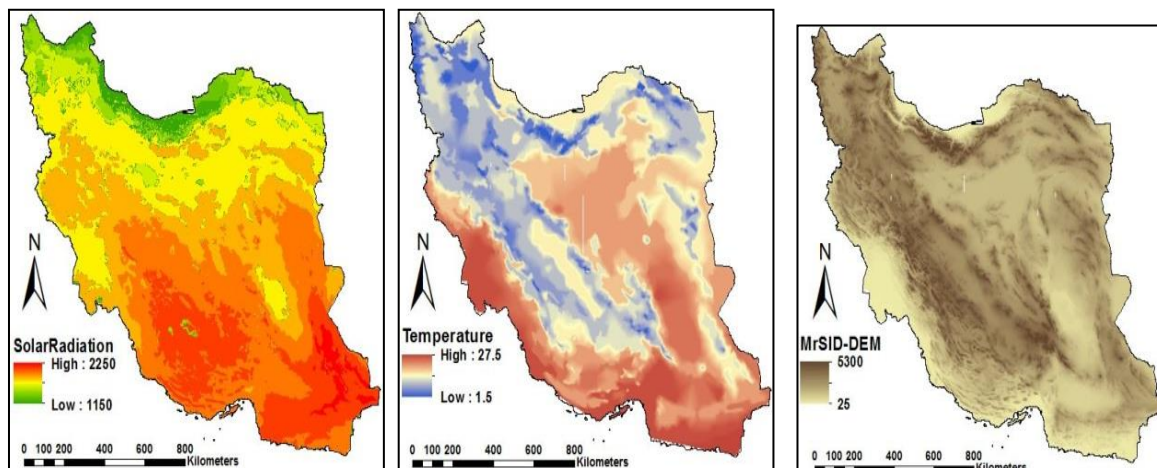 N
SolarRadiation
High : 2250
Low : 1150
0 100 200 400 600 800
Kilometers
N
Temperature
High : 27.5
Low : 1.5
0 100 200 400 600 800
Kilometers
N
MrSID-DEM
5300
25
0 100 200 400 600 800
Kilometers